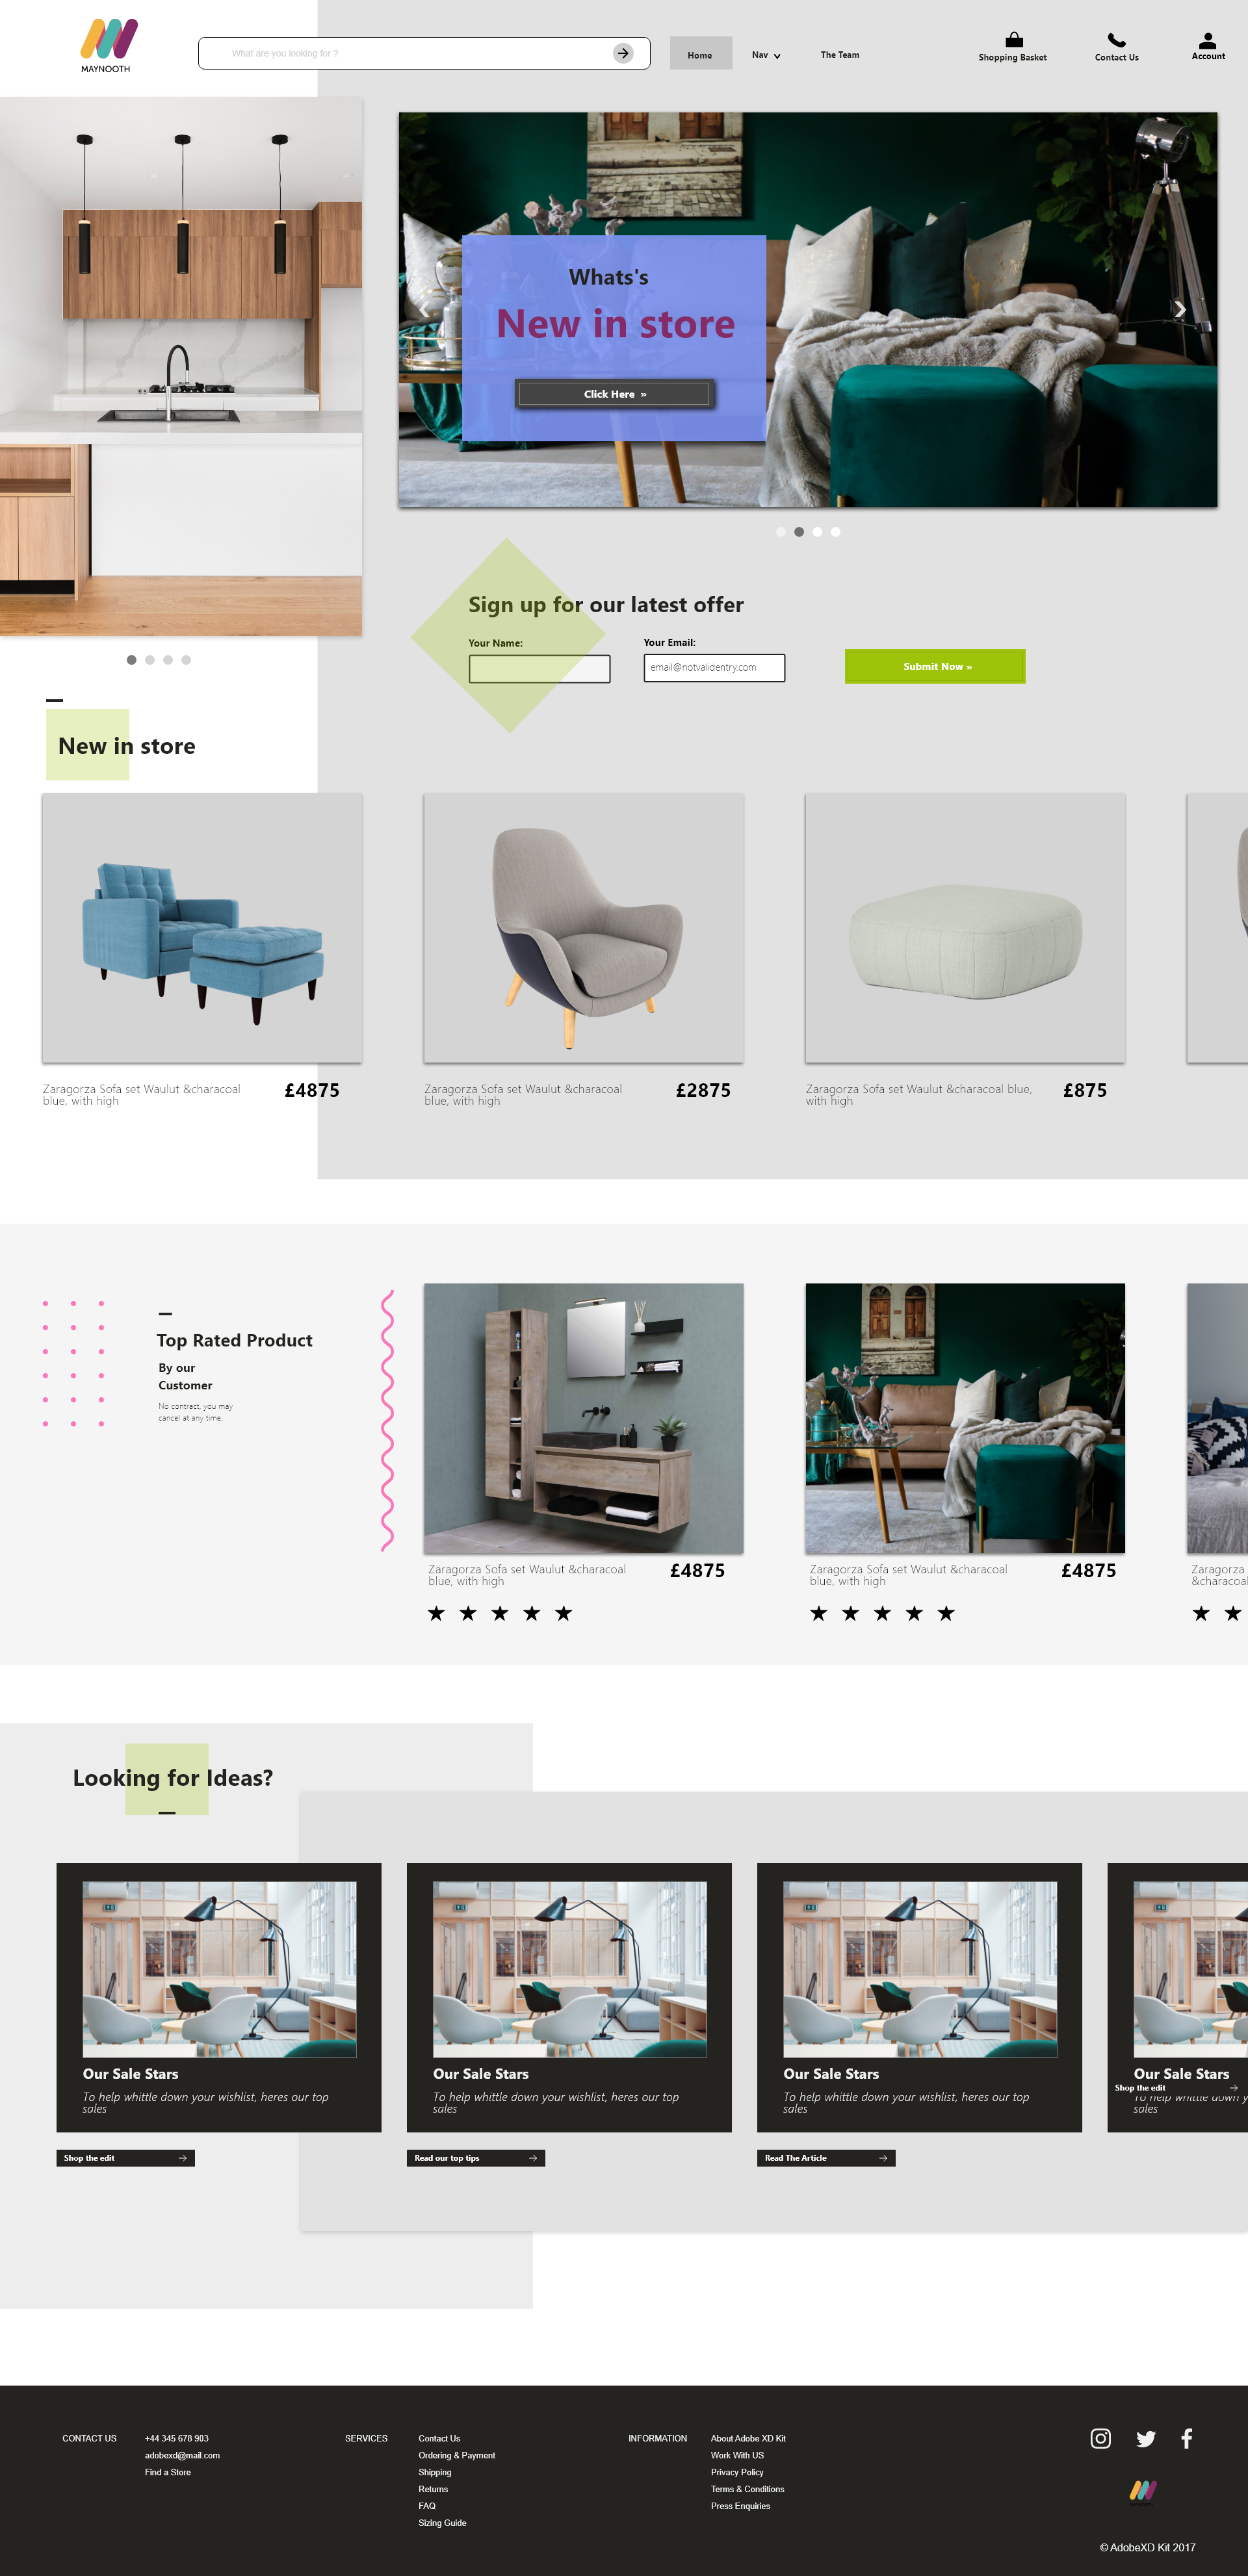 MAYNOOTH
What are you looking for ?
Home
Nav
The Team
Shopping Basket
Contact Us
Account
Whats's
New in store
Click Here »
Sign up for our latest offer
Your Name:
Your Email:
email@notvalidentry.com
Submit Now »
New in store
Zaragorza Sofa set Waulut &characoal
blue, with high
£4875
Zaragorza Sofa set Waulut &characoal
blue, with high
£2875
Zaragorza Sofa set Waulut &characoal blue,
with high
£875
Top Rated Product
By our
Customer
No contract, you may
cancel at any time.
Zaragorza Sofa set Waulut &characoal
blue, with high
£4875
Zaragorza Sofa set Waulut &characoal
blue, with high
£4875
Zaragorza
&characoal
Looking for Ideas?
Our Sale Stars
To help whittle down your wishlist, heres our top
sales
Shop the edit
Our Sale Stars
To help whittle down your wishlist, heres our top
sales
Read our top tips
Our Sale Stars
To help whittle down your wishlist, heres our top
sales
Read The Article
Our Sale Stars
Shop the edit
To help whittle down y
sales
CONTACT US
+44 345 678 903
adobexd@mail.com
Find a Store
SERVICES
Contact Us
Ordering & Payment
Shipping
Returns
FAQ
Sizing Guide
INFORMATION
About Adobe XD Kit
Work With US
Privacy Policy
Terms & Conditions
Press Enquiries
© AdobeXD Kit 2017